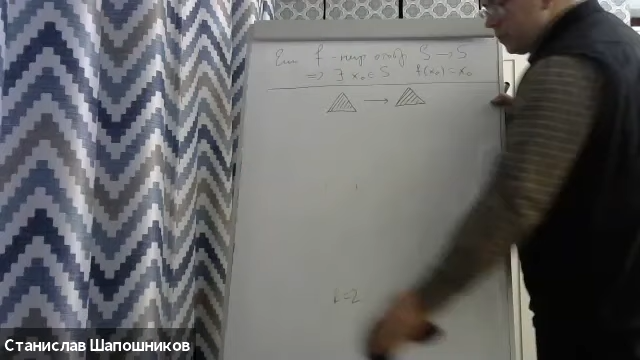 Если f - непр отобр S → S
⇒ ∃ x₀ ∈ S f(x₀) = x₀
k=2
Станислав Шапошников